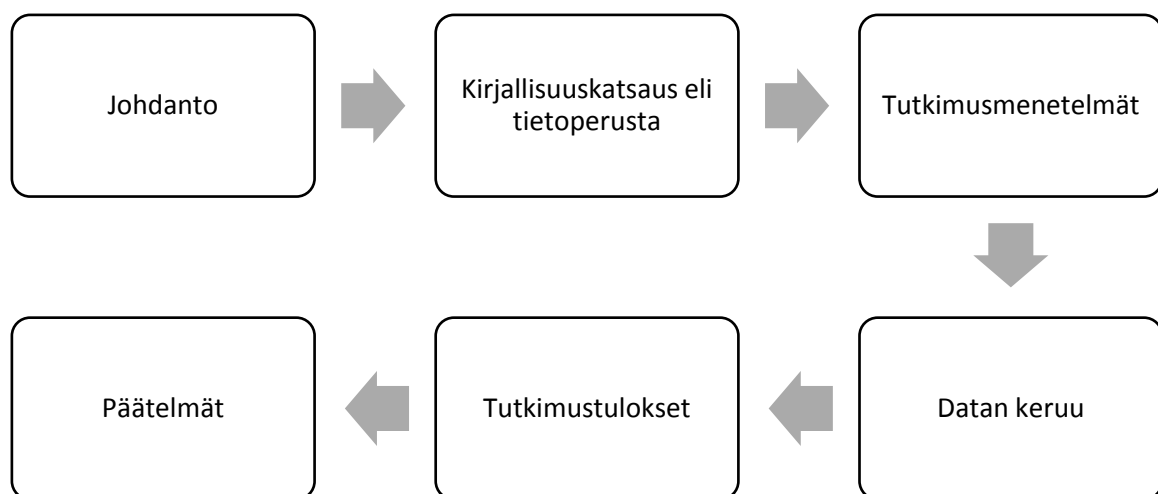 Johdanto
Kirjallisuuskatsaus eli
tietoperusta
Tutkimusmenetelmät
Datan keruu
Tutkimustulokset
Päätelmät